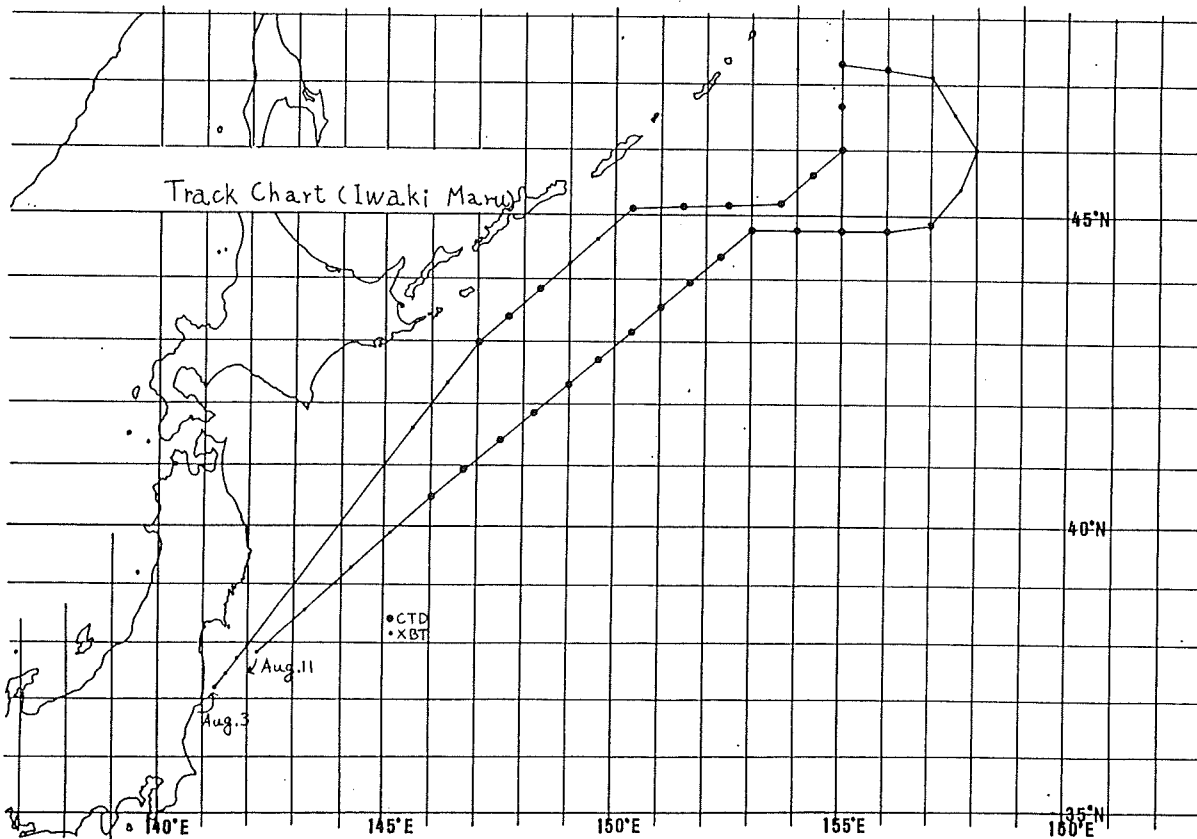 Track Chart (Iwaki Maru)
45°N
40°N
CTD
XBT
Aug.11
Aug.3
35°N
140°E 145°E 150°E 155°E 160°E